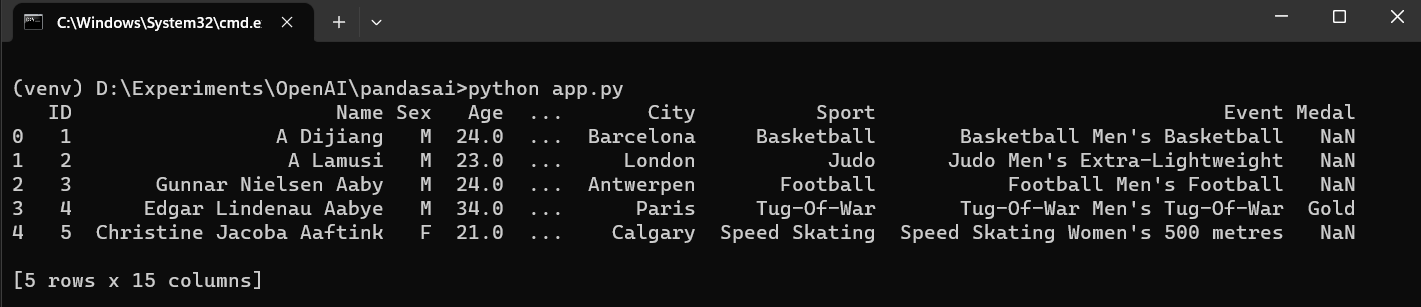 C:\Windows\System32\cmd.e
(venv) D:\Experiments\OpenAI\pandasai>python app.py
   ID                      Name Sex   Age  ...       City          Sport                             Event Medal
0   1                 A Dijiang   M  24.0  ...  Barcelona     Basketball       Basketball Men's Basketball   NaN
1   2                  A Lamusi   M  23.0  ...     London           Judo      Judo Men's Extra-Lightweight   NaN
2   3       Gunnar Nielsen Aaby   M  24.0  ...  Antwerpen       Football           Football Men's Football   NaN
3   4      Edgar Lindenau Aabye   M  34.0  ...      Paris     Tug-Of-War       Tug-Of-War Men's Tug-Of-War  Gold
4   5  Christine Jacoba Aaftink   F  21.0  ...    Calgary  Speed Skating  Speed Skating Women's 500 metres   NaN
[5 rows x 15 columns]